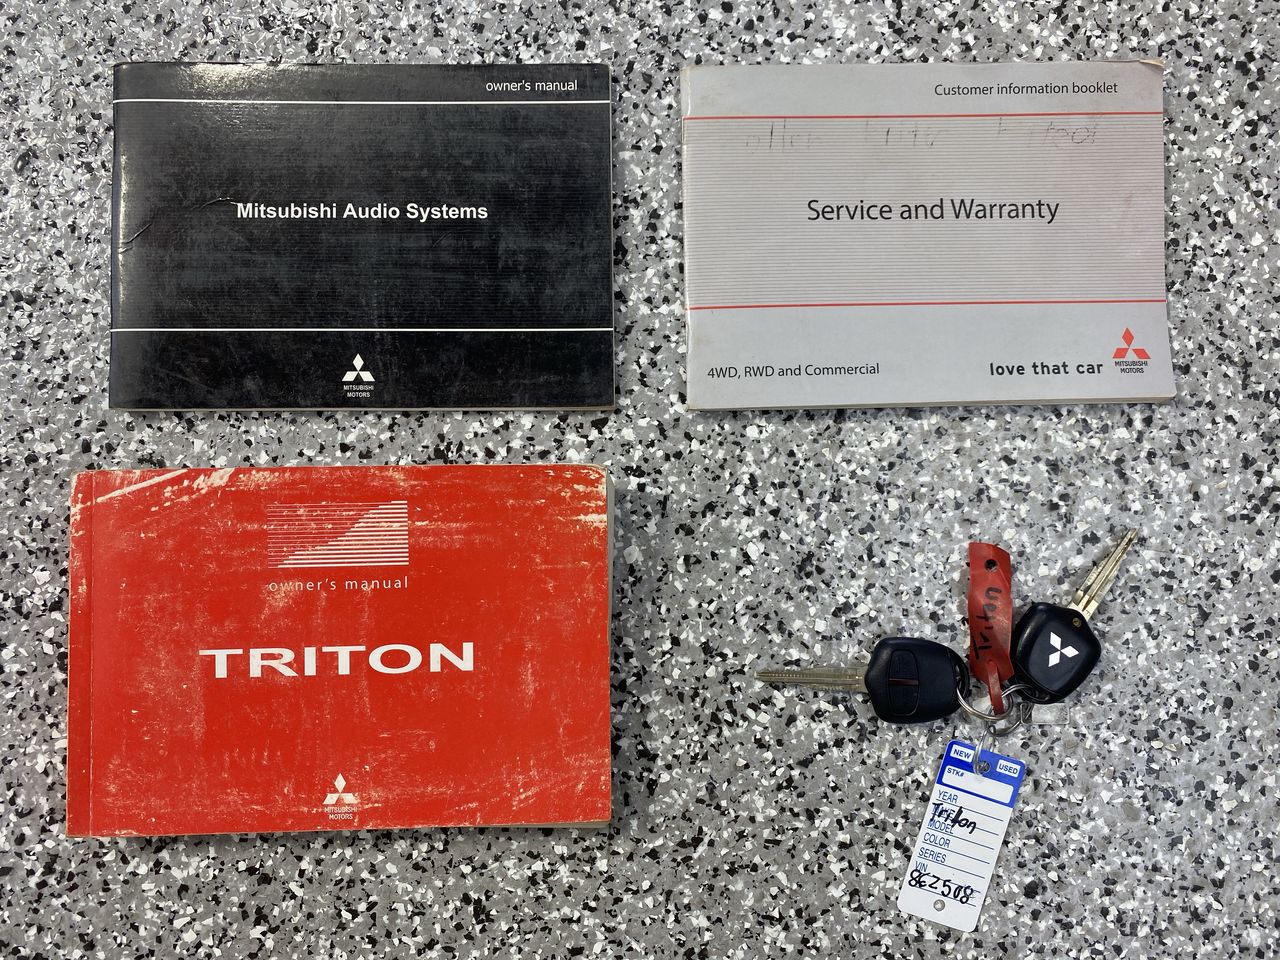 owner's manual
Mitsubishi Audio Systems
MITSUBISHI
MOTORS
Customer information booklet
Service and Warranty
4WD, RWD and Commercial
love that car
MITSUBISHI
MOTORS
owner's manual
TRITON
MITSUBISHI
MOTORS
Triton
NEW
USED
STK#
YEAR
Triton
MODEL
COLOR
SERIES
VIN
862508